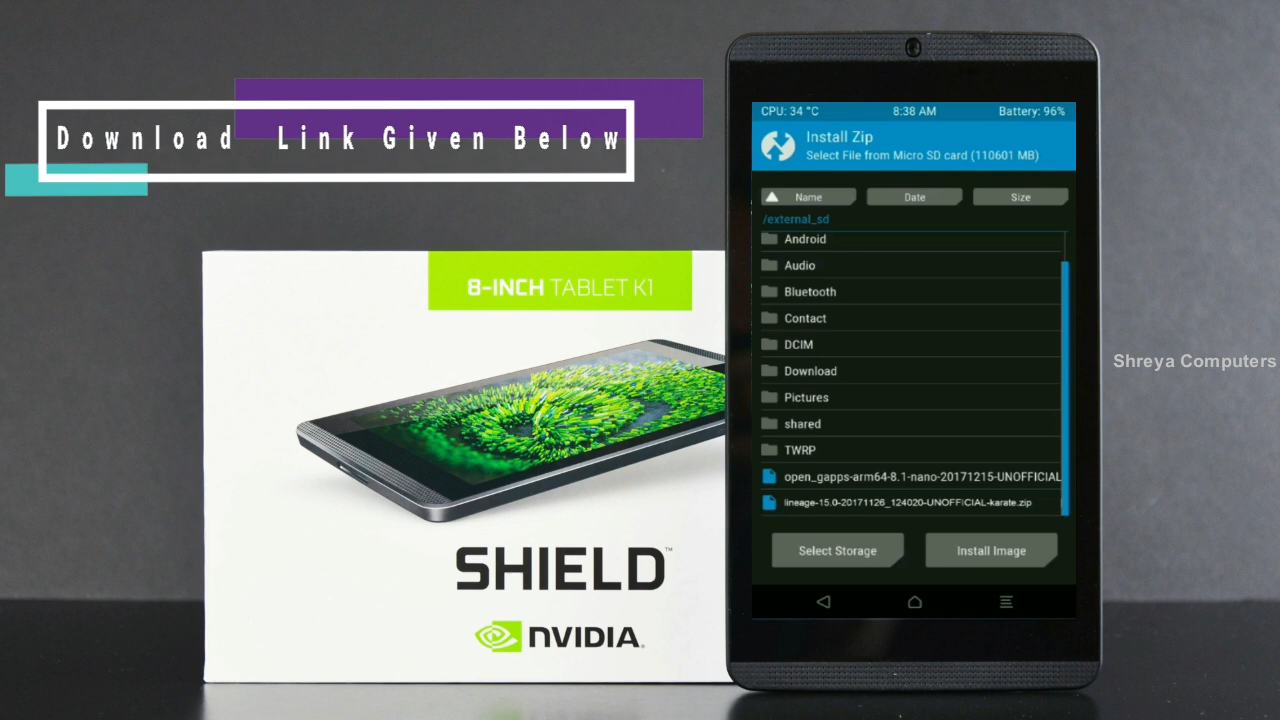 Download Link Given Below
8-INCH TABLET K1
SHIELD™
NVIDIA.
CPU: 34 °C 8:38 AM Battery: 96%
Install Zip
Select File from Micro SD card (110601 MB)
Name Date Size
/external_sd
Android
Audio
Bluetooth
Contact
DCIM
Download
Pictures
shared
TWRP
open_gapps-arm64-8.1-nano-20171215-UNOFFICIAL
lineage-15.0-20171126_124020-UNOFFICIAL-karate.zip
Select Storage Install Image
Shreya Computers